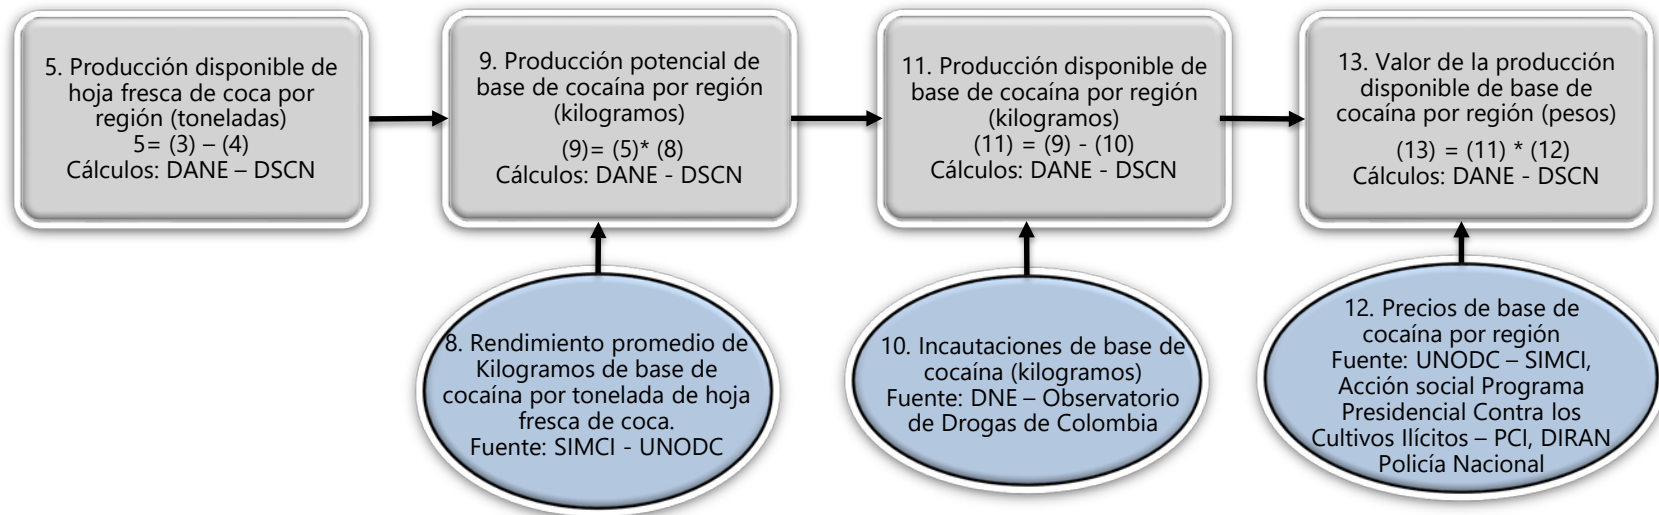 5. Producción disponible de
hoja fresca de coca por
región (toneladas)
5= (3) – (4)
Cálculos: DANE – DSCN
9. Producción potencial de
base de cocaína por región
(kilogramos)
(9)= (5)* (8)
Cálculos: DANE - DSCN
11. Producción disponible de
base de cocaína por región
(kilogramos)
(11) = (9) - (10)
Cálculos: DANE - DSCN
13. Valor de la producción
disponible de base de
cocaína por región (pesos)
(13) = (11) * (12)
Cálculos: DANE - DSCN
8. Rendimiento promedio de
Kilogramos de base de
cocaína por tonelada de hoja
fresca de coca.
Fuente: SIMCI - UNODC
10. Incautaciones de base de
cocaína (kilogramos)
Fuente: DNE – Observatorio
de Drogas de Colombia
12. Precios de base de
cocaína por región
Fuente: UNODC – SIMCI,
Acción social Programa
Presidencial Contra los
Cultivos Ilícitos – PCI, DIRAN
Policía Nacional